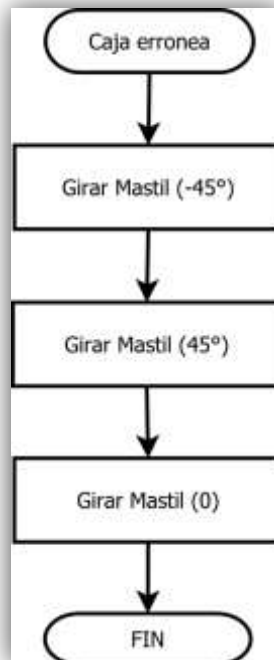 Caja erronea
Girar Mastil (-45°)
Girar Mastil (45°)
Girar Mastil (0)
FIN